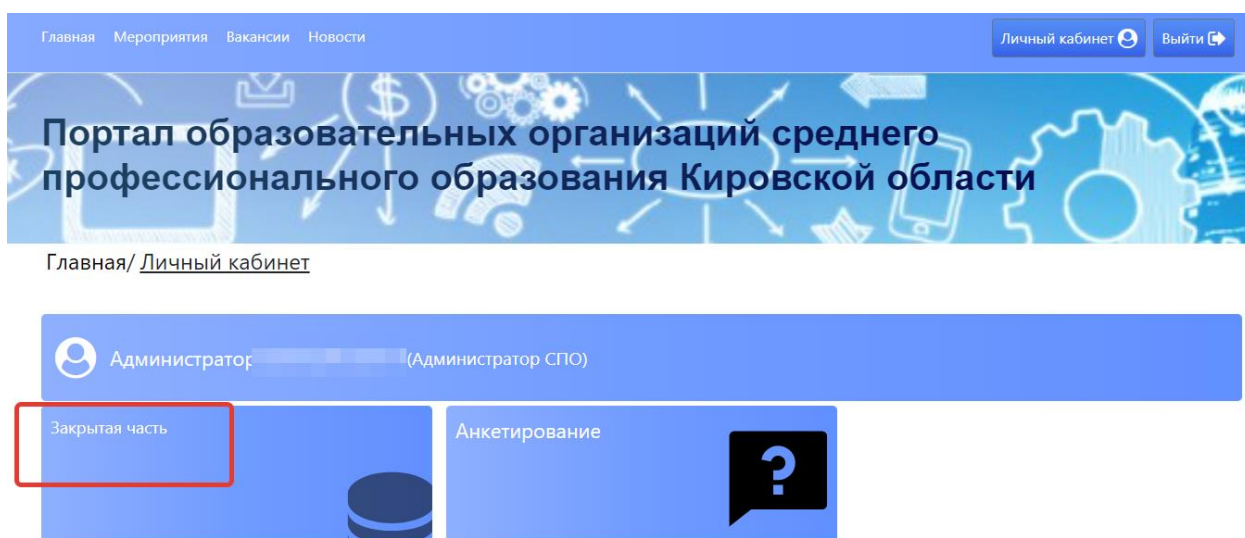 Главная Мероприятия Вакансии Новости Личный кабинет Выйти
Портал образовательных организаций среднего
профессионального образования Кировской области
Главная/ Личный кабинет
Администратор (Администратор СПО)
Закрытая часть Анкетирование